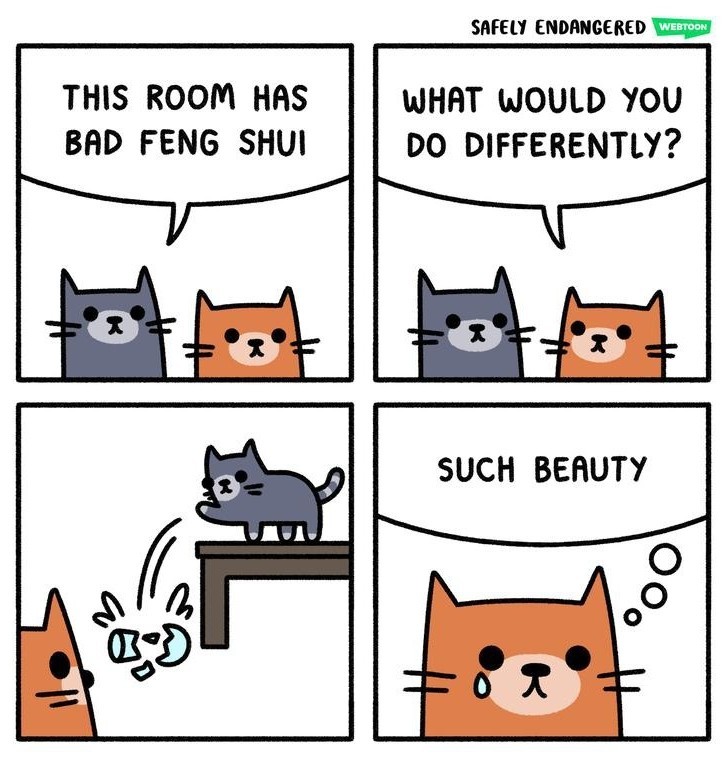 SAFELY ENDANGERED WEBTOON
THIS ROOM HAS
BAD FENG SHUI
WHAT WOULD YOU
DO DIFFERENTLY?
SUCH BEAUTY